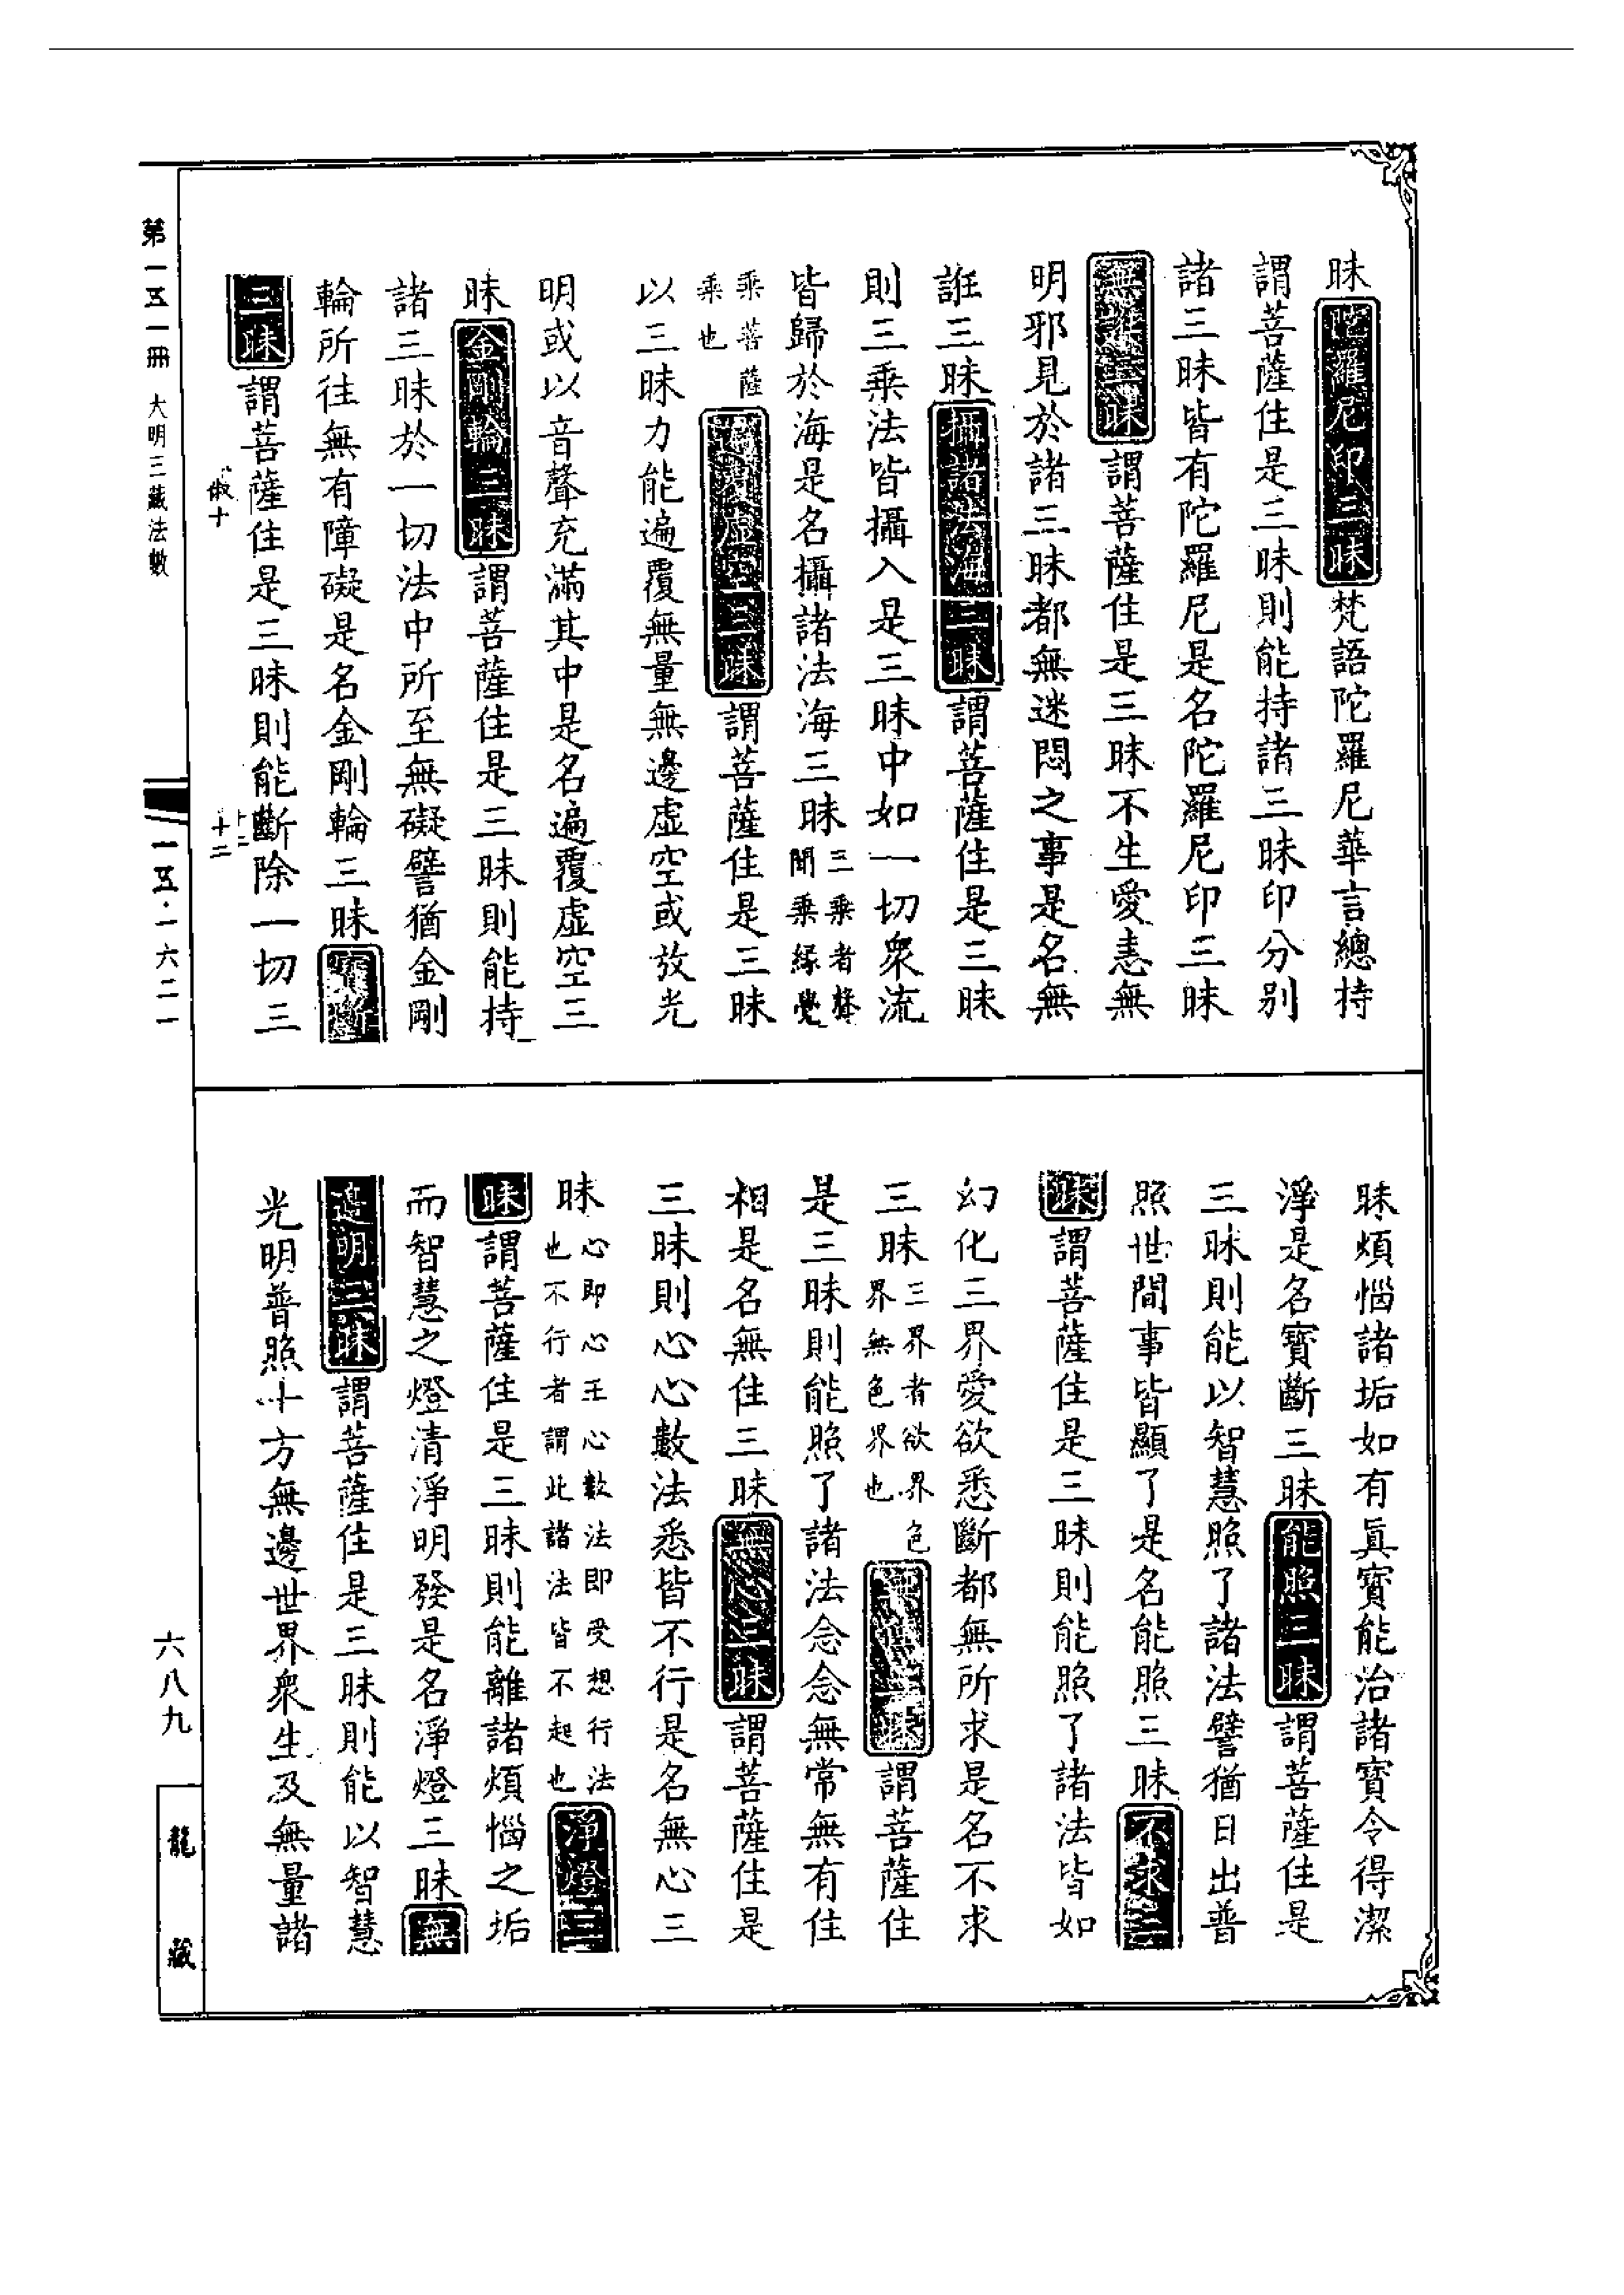 昧陀羅尼印三昧梵語陀羅尼華言總持
謂菩薩住是三昧則能持諸三昧印分別
諸三昧皆有陀羅尼是名陀羅尼印三昧
無誑三昧謂菩薩住是三昧不生愛恚無
明邪見於諸三昧都無迷悶之事是名無
誑三昧攝諸法海三昧謂菩薩住是三昧
則三乘法皆攝入是三昧中如一切眾流
皆歸於海是名攝諸法海三昧三乘者聲聞乘緣覺
乘菩薩乘也遍覆虛空三昧謂菩薩住是三昧
以三昧力能遍覆無量無邊虛空或放光
明或以音聲充滿其中是名遍覆虛空三
昧金剛輪三昧謂菩薩住是三昧則能持
諸三昧於一切法中所至無礙譬猶金剛
輪所往無有障礙是名金剛輪三昧寶斷
三昧謂菩薩住是三昧則能斷除一切三
昧煩惱諸垢如有眞寶能治諸寶令得潔
淨是名寶斷三昧能照三昧謂菩薩住是
三昧則能以智慧照了諸法譬猶日出普
照世間事皆顯了是名能照三昧不求三
昧謂菩薩住是三昧則能照了諸法皆如
幻化三界愛欲悉斷都無所求是名不求
三昧三界者欲界色界無色界也無住三昧謂菩薩住
是三昧則能照了諸法念念無常無有住
相是名無住三昧無心三昧謂菩薩住是
三昧則心心數法悉皆不行是名無心三
昧心即心王心數法即受想行法也不行者謂此諸法皆不起也淨燈三
昧謂菩薩住是三昧則能離諸煩惱之垢
而智慧之燈清淨明發是名淨燈三昧無
邊明三昧謂菩薩住是三昧則能以智慧
光明普照十方無邊世界眾生及無量諸
第一五一冊 大明三藏法數
一五·一六二一
六八九
龍藏